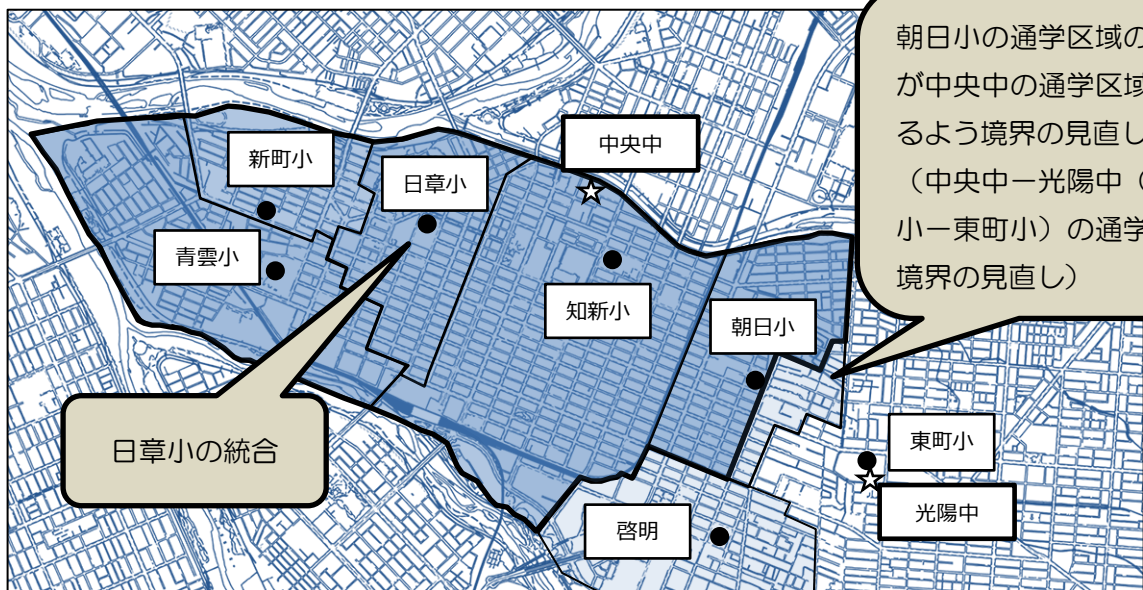 朝日小の通学区域の
が中央中の通学区域
るよう境界の見直し
（中央中ー光陽中（
小ー東町小）の通学
境界の見直し）
中央中
新町小
日章小
青雲小
知新小
朝日小
日章小の統合
東町小
光陽中
啓明